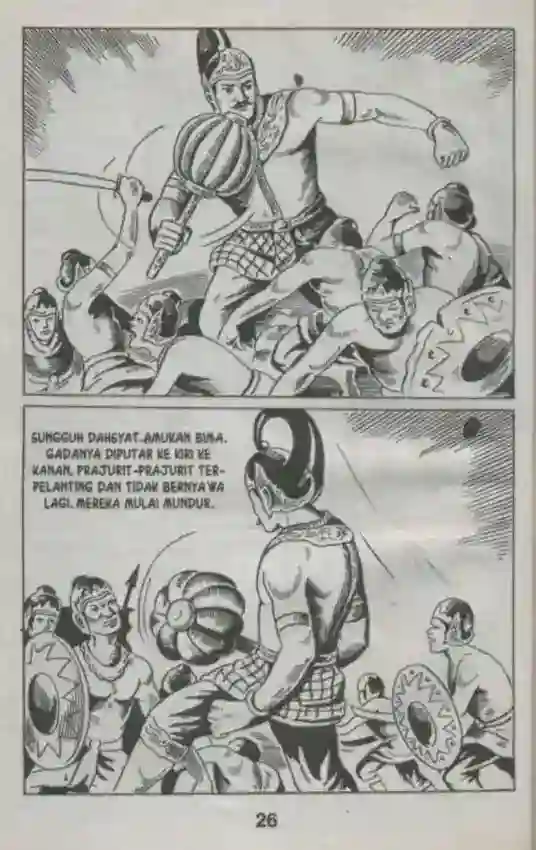 SUNGGUH DAHSYAT AMUKAN BIMA.
GADANYA DIPUTAR KE KIRI KE
KANAN. PRAJURIT-PRAJURIT TER-
PELANTING DAN TIDAK BERNYAWA
LAGI. MEREKA MULAI MUNDUR.
26